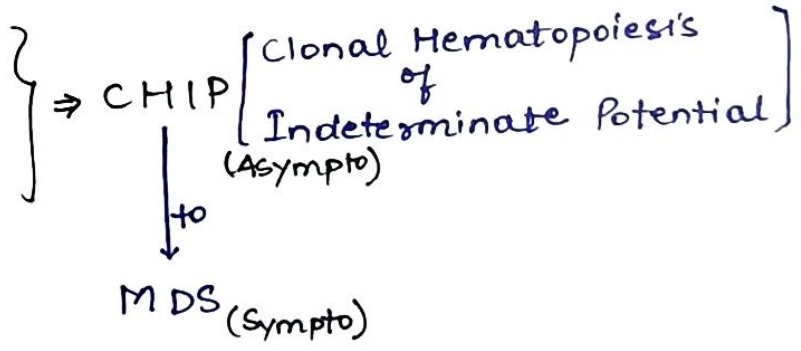 } ⇒ CHIP [Clonal Hematopoiesis
of
Indeterminate Potential]
(Asympto)
↓ to
MDS (Sympto)